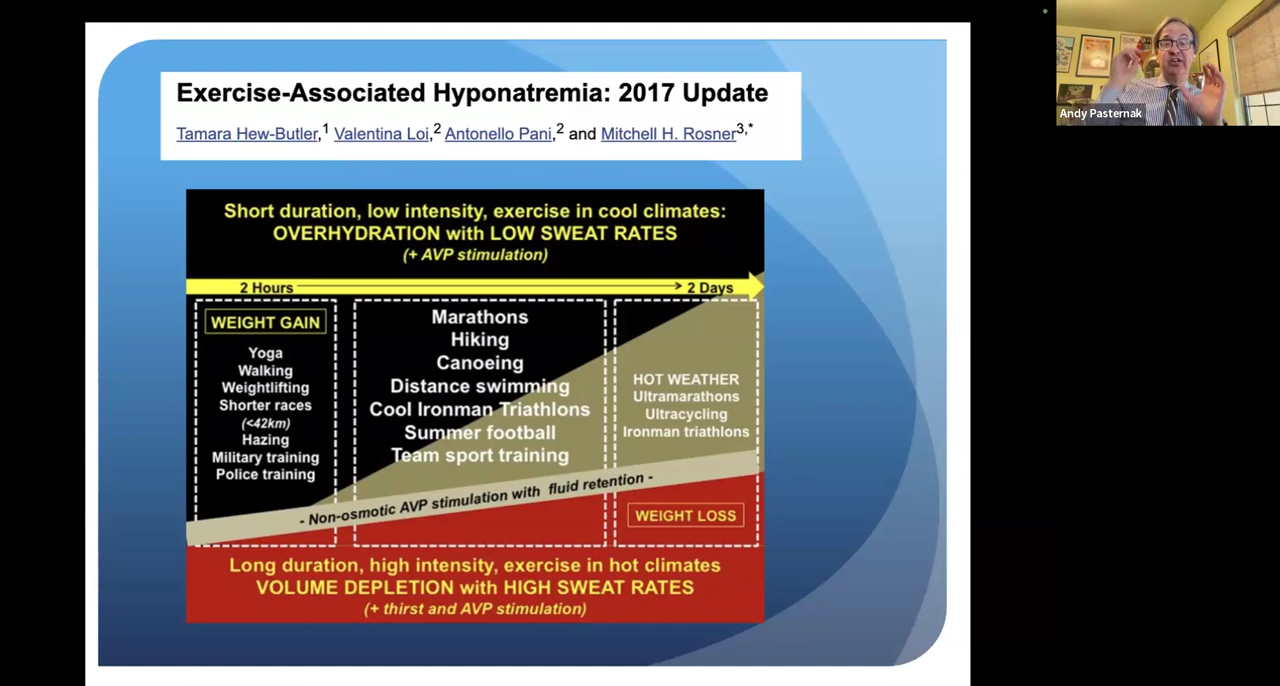 Exercise-Associated Hyponatremia: 2017 Update
Tamara Hew-Butler,1 Valentina Loi,2 Antonello Pani,2 and Mitchell H. Rosner3,*
Andy Pasternak
Short duration, low intensity, exercise in cool climates:
OVERHYDRATION with LOW SWEAT RATES
(+ AVP stimulation)
2 Hours
2 Days
WEIGHT GAIN
Yoga
Walking
Weightlifting
Shorter races
(<42km)
Hazing
Military training
Police training
Marathons
Hiking
Canoeing
Distance swimming
Cool Ironman Triathlons
Summer football
Team sport training
HOT WEATHER
Ultramarathons
Ultracycling
Ironman triathlons
- Non-osmotic AVP stimulation with fluid retention -
WEIGHT LOSS
Long duration, high intensity, exercise in hot climates
VOLUME DEPLETION with HIGH SWEAT RATES
(+ thirst and AVP stimulation)